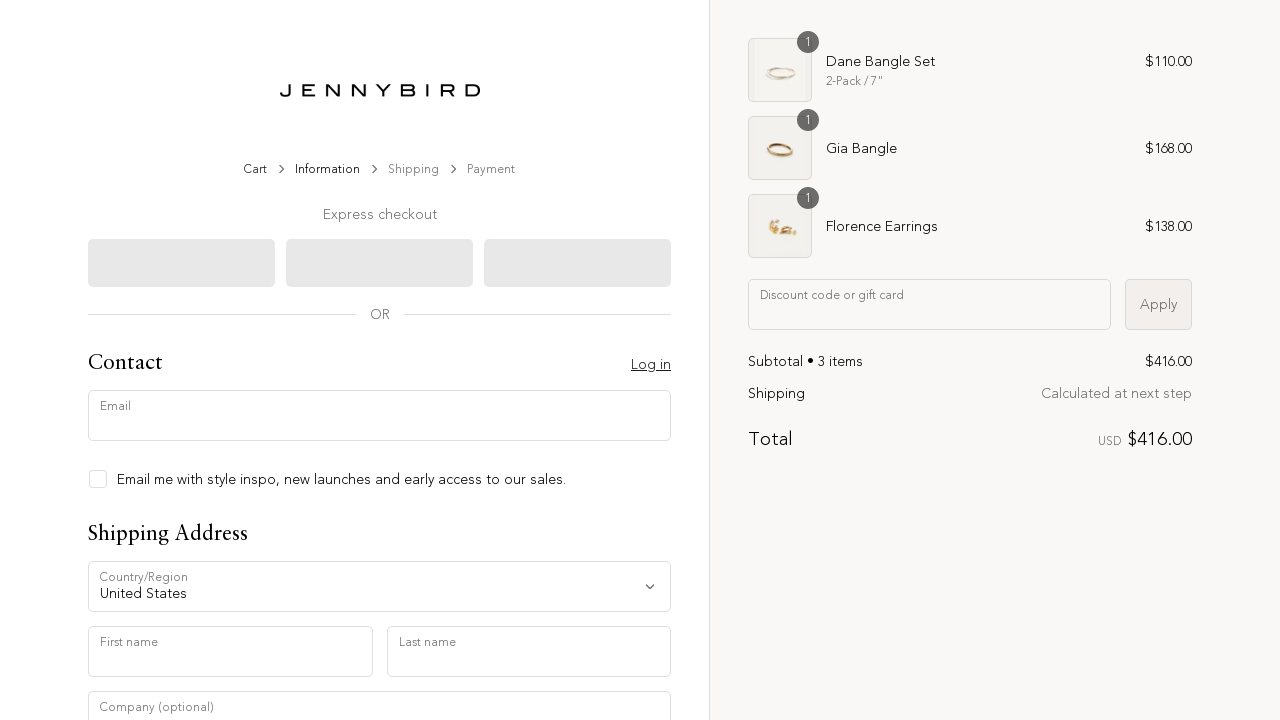 JENNYBIRD
Cart
Information
Shipping
Payment
Express checkout
OR
Contact
Log in
Email
Email me with style inspo, new launches and early access to our sales.
Shipping Address
Country/Region
United States
First name
Last name
Company (optional)
1
Dane Bangle Set
$110.00
2-Pack / 7"
1
Gia Bangle
$168.00
1
Florence Earrings
$138.00
Discount code or gift card
Apply
Subtotal • 3 items
$416.00
Shipping
Calculated at next step
Total
USD $416.00